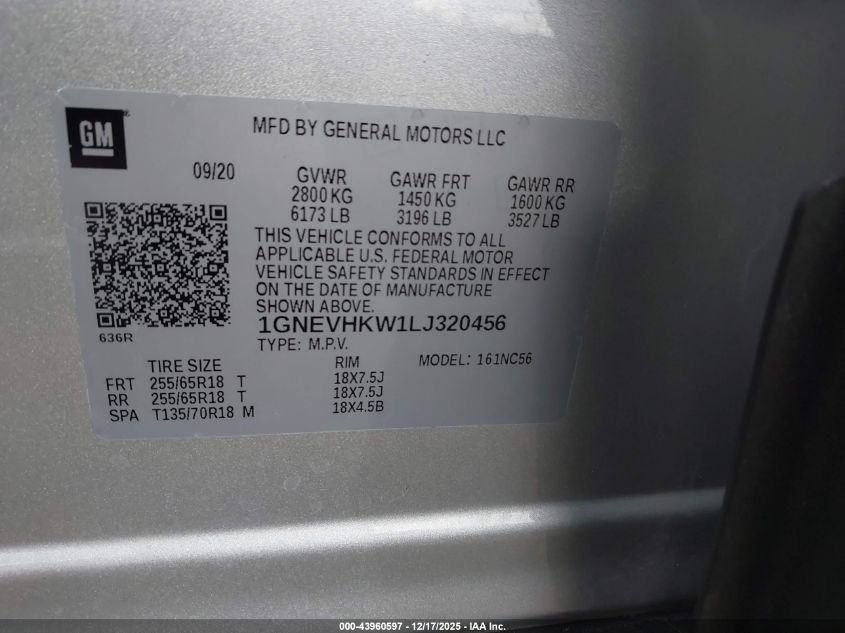 GM
MFD BY GENERAL MOTORS LLC
09/20
GVWR GAWR FRT GAWR RR
2800 KG 1450 KG 1600 KG
6173 LB 3196 LB 3527 LB
THIS VEHICLE CONFORMS TO ALL
APPLICABLE U.S. FEDERAL MOTOR
VEHICLE SAFETY STANDARDS IN EFFECT
ON THE DATE OF MANUFACTURE
SHOWN ABOVE.
1GNEVHKW1LJ320456
636R
TYPE: M.P.V. MODEL: 161NC56
TIRE SIZE RIM
FRT 255/65R18 T 18X7.5J
RR 255/65R18 T 18X7.5J
SPA T135/70R18 M 18X4.5B
000-43960597 - 12/17/2025 - IAA Inc.